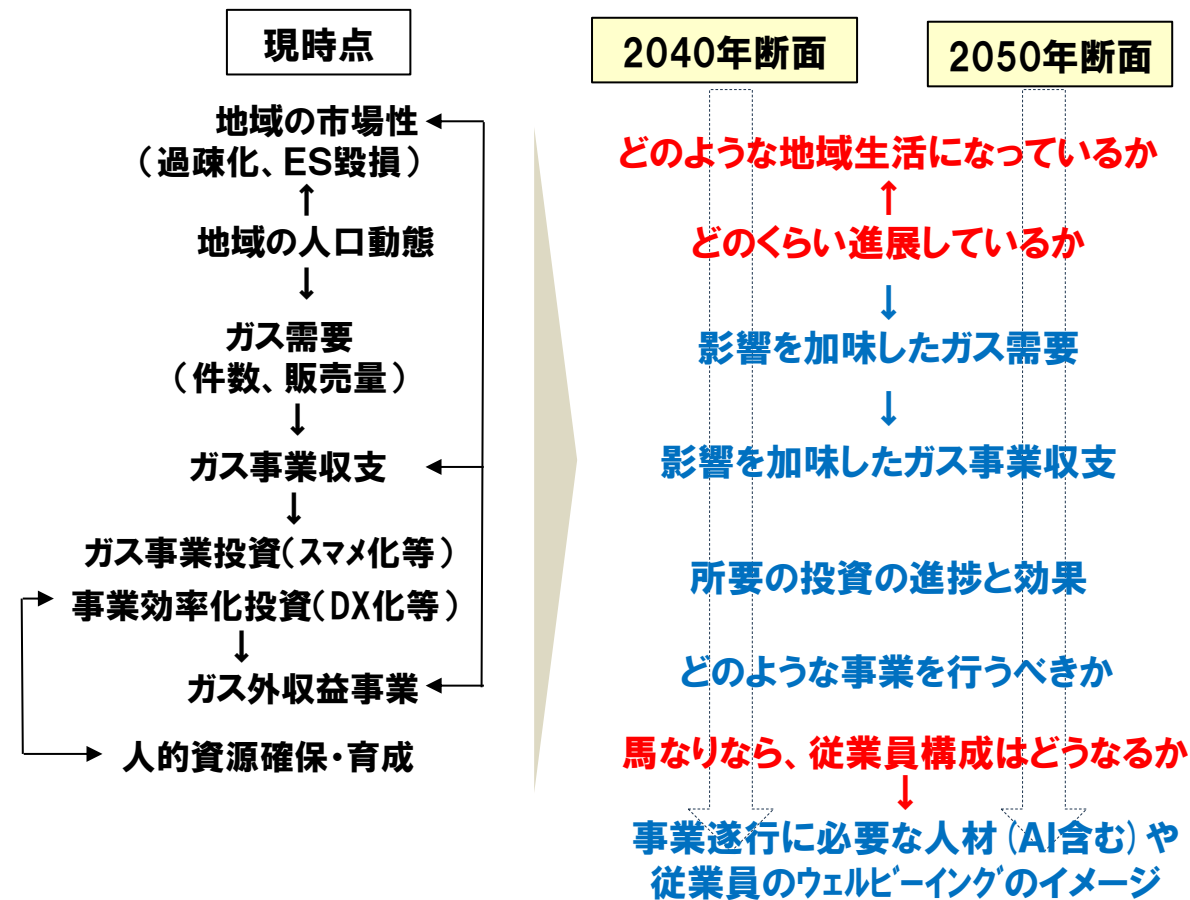 現時点
地域の市場性
（過疎化、ES毀損）
↑
地域の人口動態
↓
ガス需要
（件数、販売量）
↓
ガス事業収支
↓
ガス事業投資（スマメ化等）
事業効率化投資（DX化等）
↓
ガス外収益事業
人的資源確保・育成
2040年断面
2050年断面
どのような地域生活になっているか
↑
どのくらい進展しているか
↓
影響を加味したガス需要
↓
影響を加味したガス事業収支
所要の投資の進捗と効果
どのような事業を行うべきか
馬なりなら、従業員構成はどうなるか
↓
事業遂行に必要な人材（AI含む）や
従業員のｳｪﾙﾋﾞｰｲﾝｸﾞのイメージ